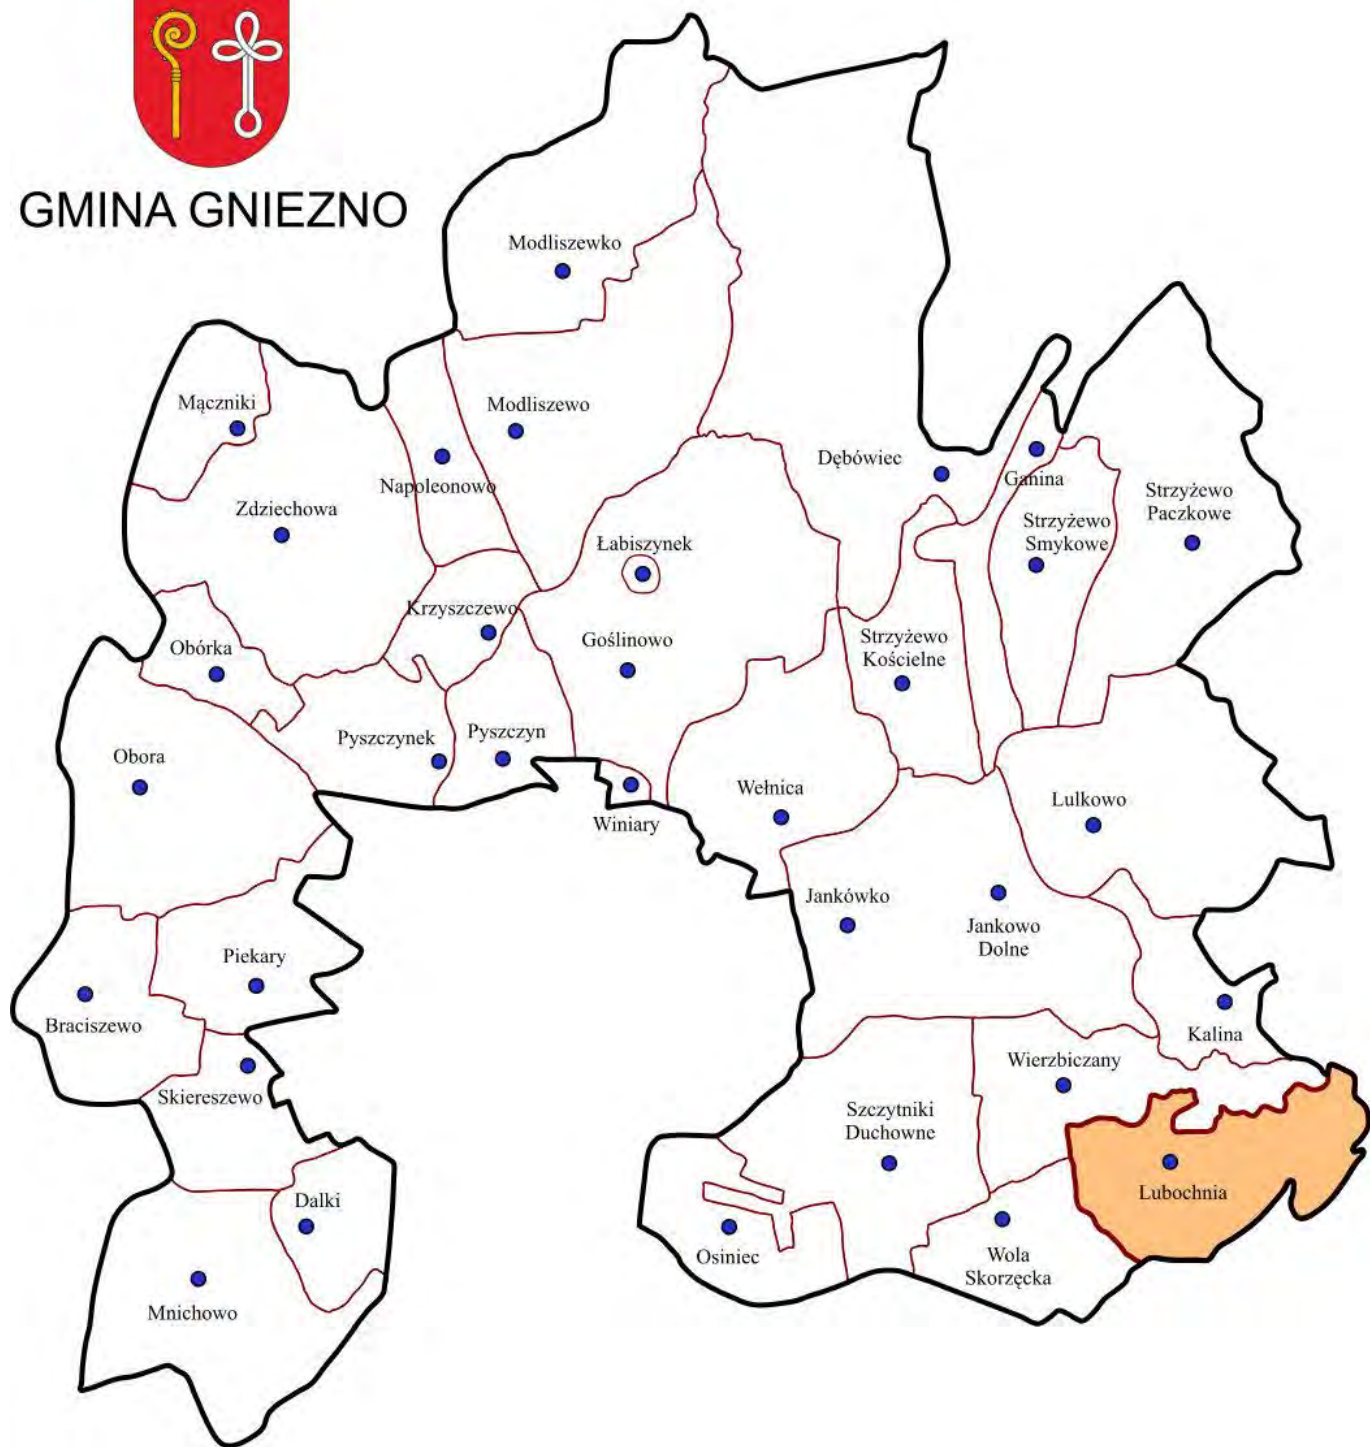 GMINA GNIEZNO
Modliszewko
Mączniki
Modliszewo
Napoleonowo
Dębówiec
Ganina
Strzyżewo
Paczkowe
Zdziechowa
Strzyżewo
Smykowe
Łabiszynek
Krzyszczewo
Obórka
Goślinowo
Strzyżewo
Kościelne
Pyszczynek
Pyszczyn
Obora
Wełnica
Lulkowo
Winiary
Jankówko
Jankowo
Dolne
Piekary
Braciszewo
Kalina
Skiereszewo
Wierzbiczany
Szczytniki
Duchowne
Dalki
Lubochnia
Osiniec
Wola
Skorzęcka
Mnichowo